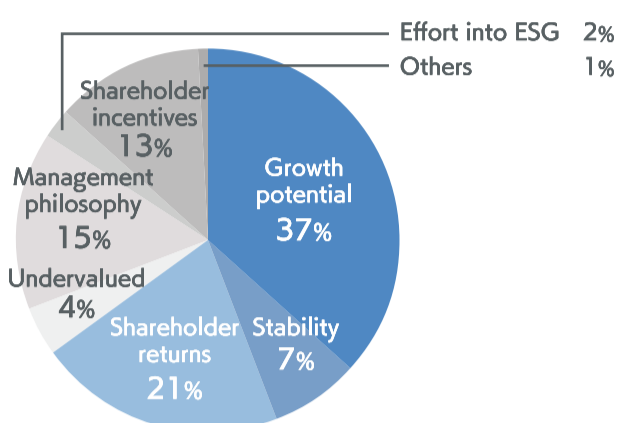 Effort into ESG 2%
Others 1%
Shareholder
incentives
13%
Growth
potential
37%
Management
philosophy
15%
Undervalued
4%
Shareholder
returns
21%
Stability
7%